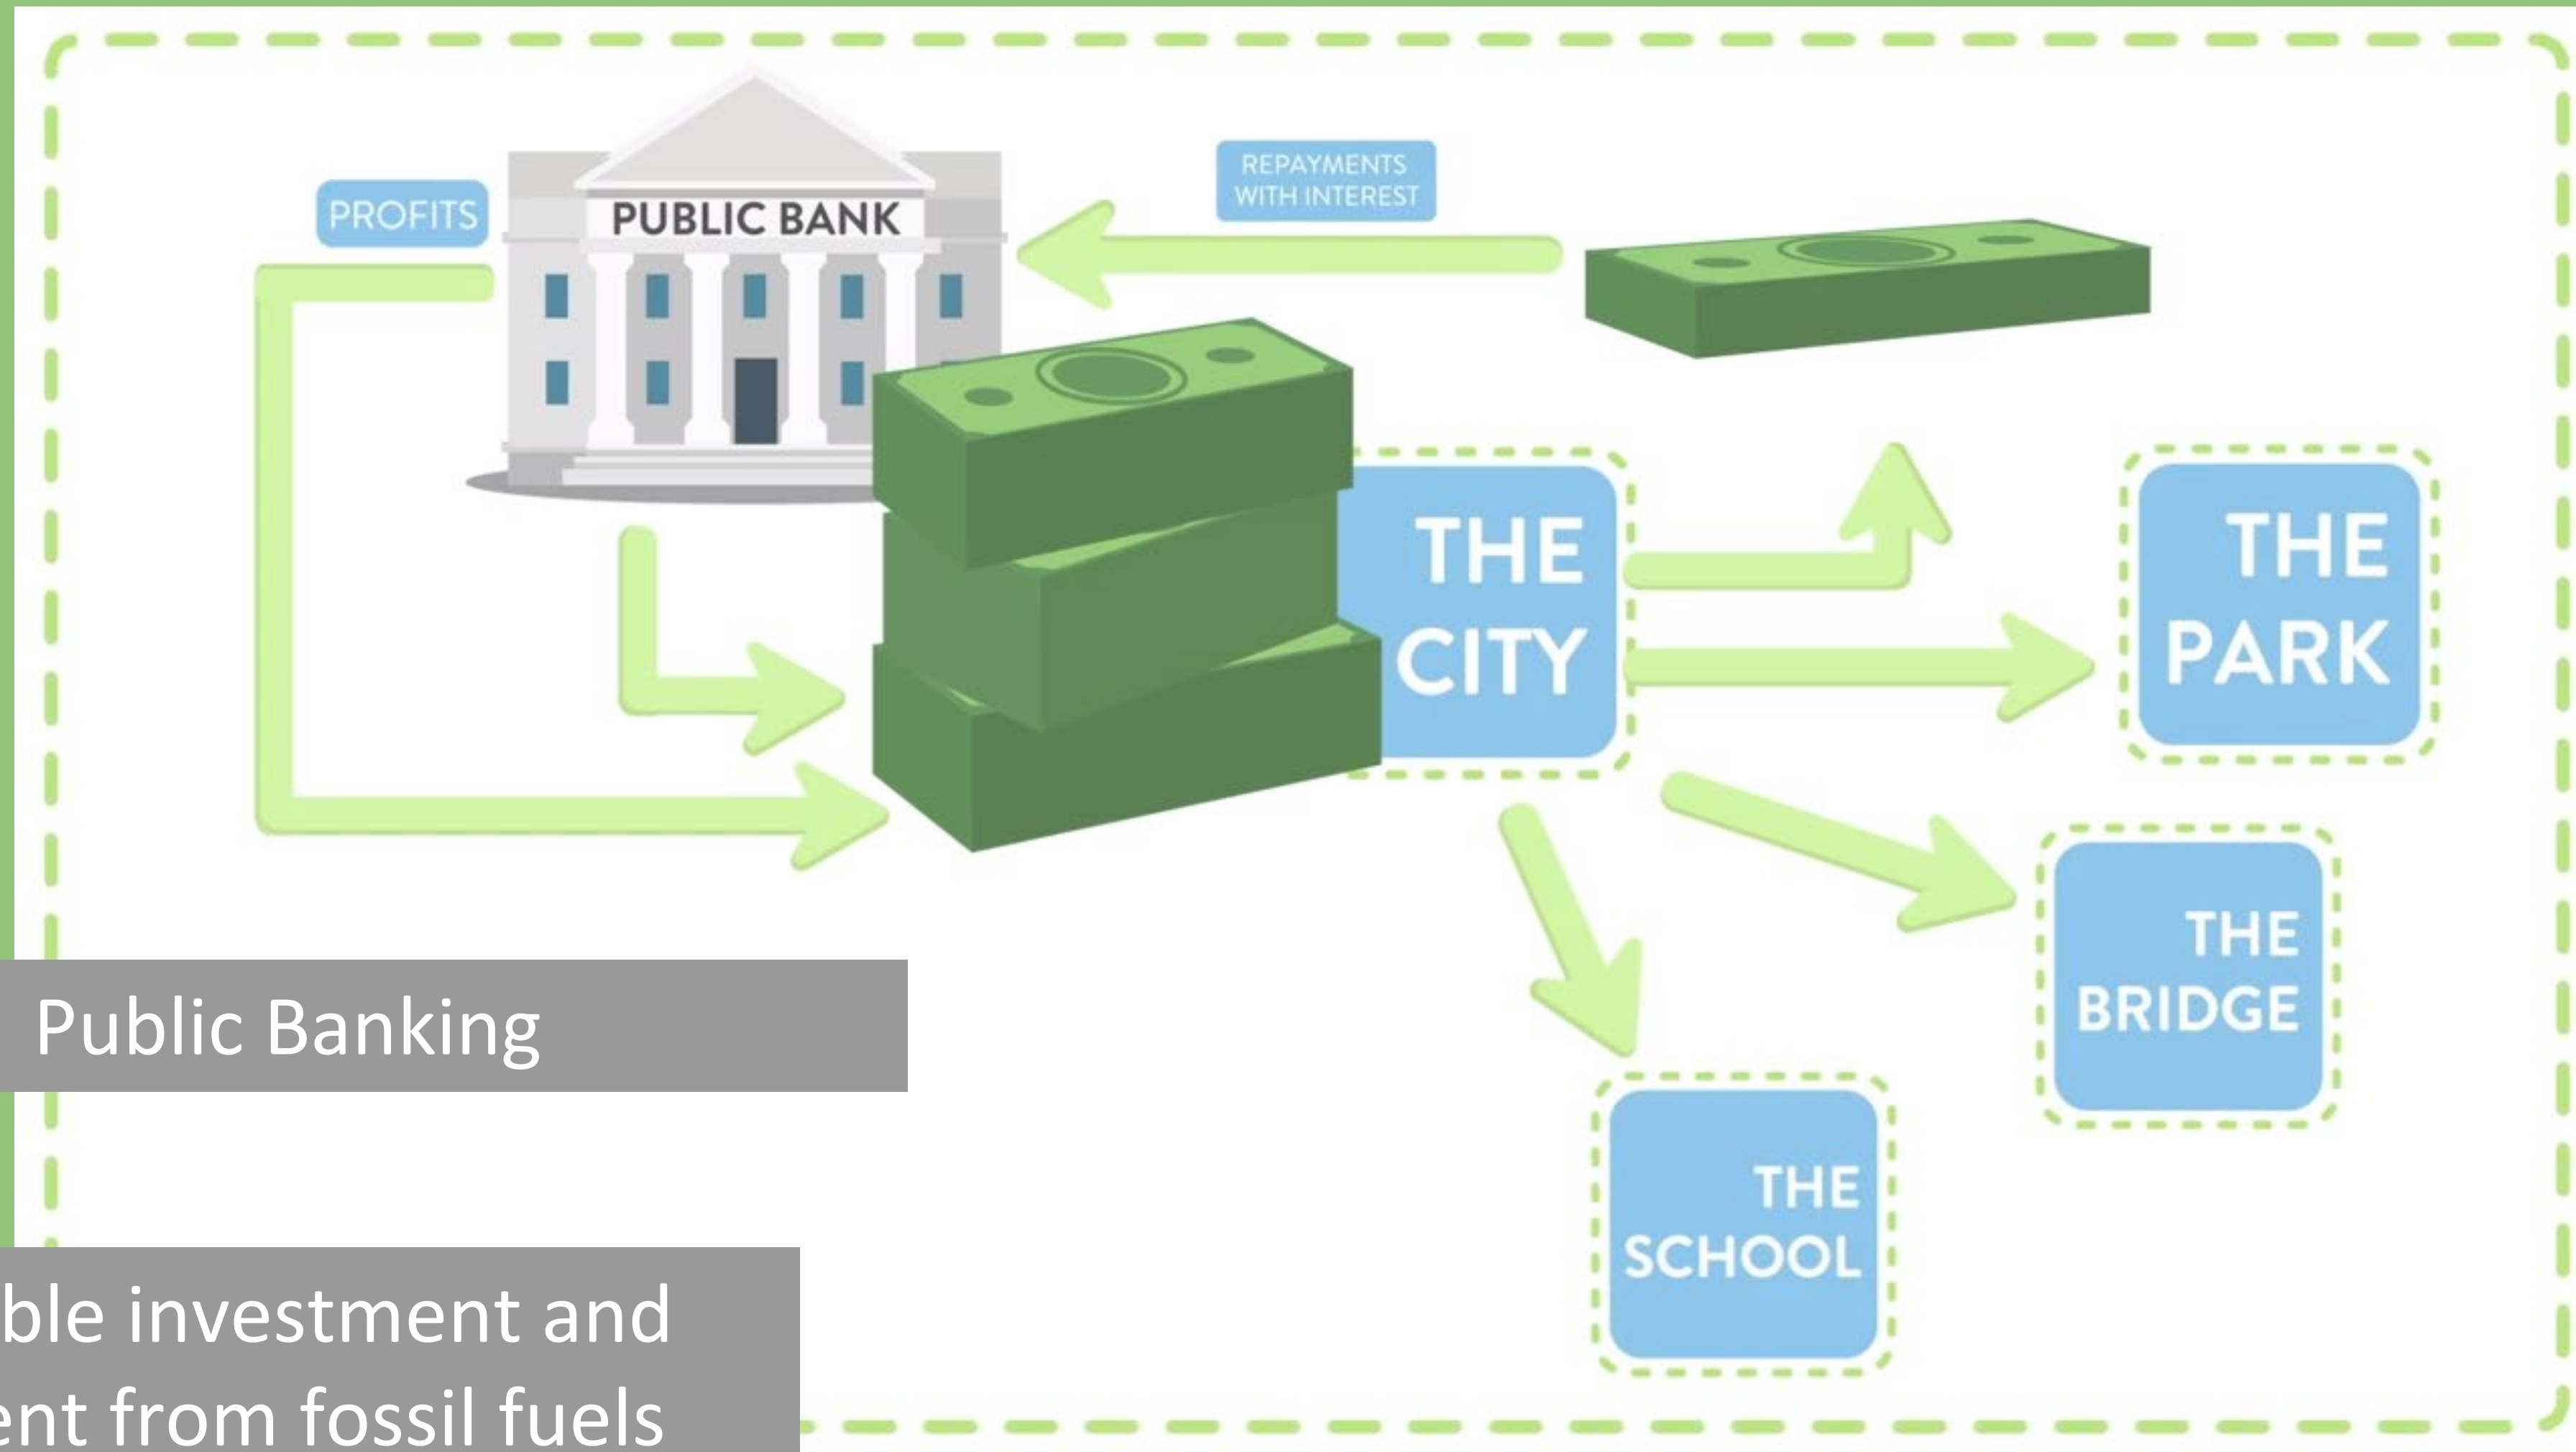 PROFITS
PUBLIC BANK
REPAYMENTS
WITH INTEREST
THE
CITY
THE
PARK
THE
BRIDGE
THE
SCHOOL
Public Banking
ble investment and
ent from fossil fuels